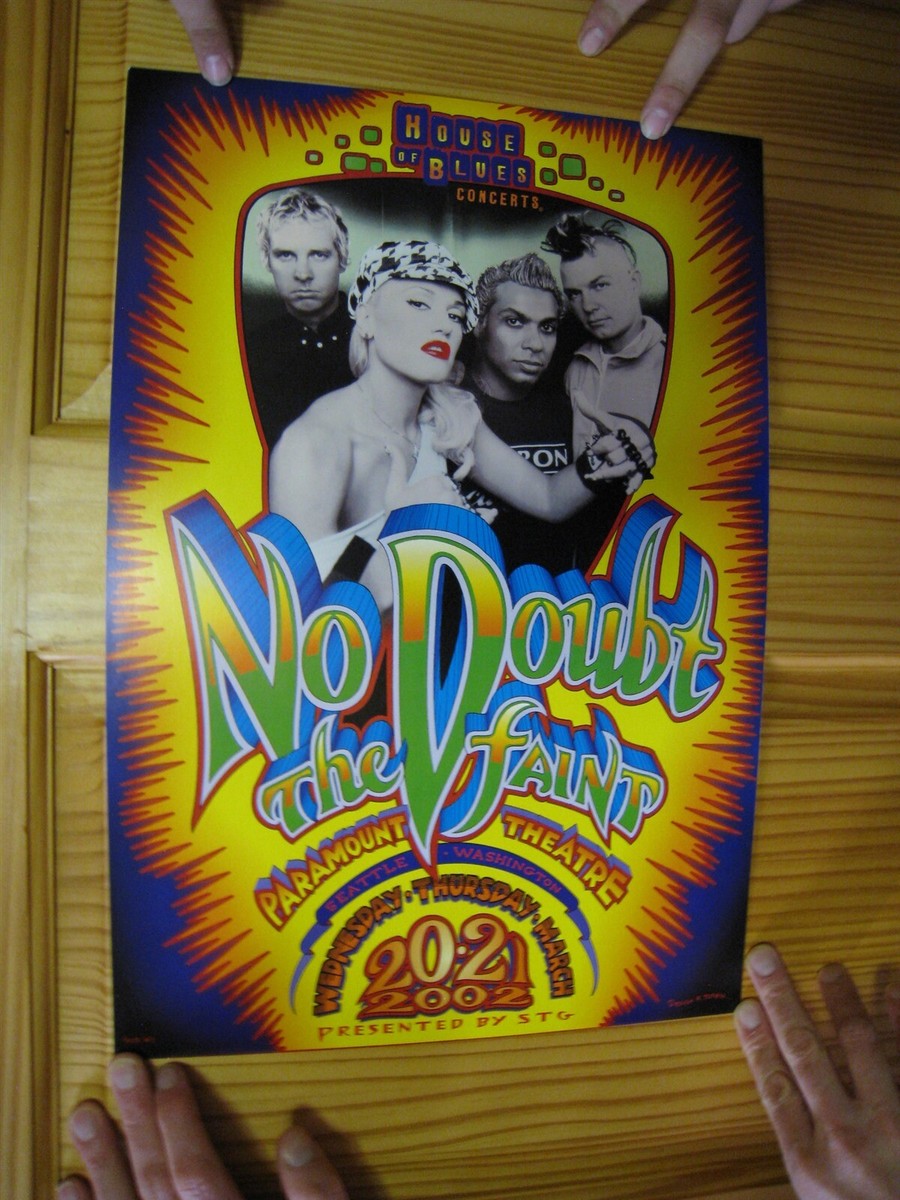 HOUSE
OF BLUES
CONCERTS
RON
No Doubt
The FAINT
PARAMOUNT THEATRE
SEATTLE · WASHINGTON
WEDNESDAY · THURSDAY · MARCH
20·21
2002
PRESENTED BY STG